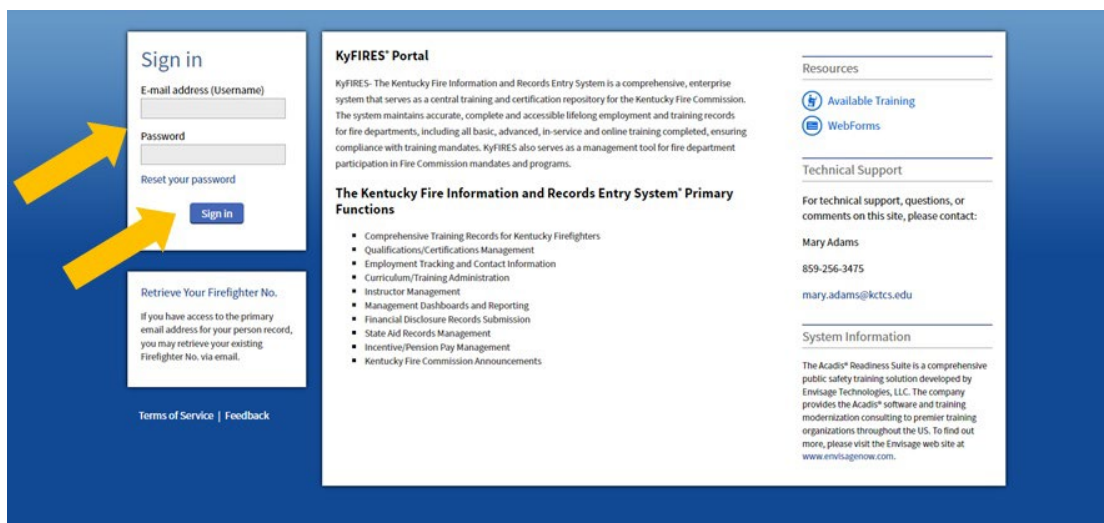 Sign in
E-mail address (Username)
Password
Reset your password
Sign in
Retrieve Your Firefighter No.
If you have access to the primary
email address for your person record,
you may retrieve your existing
Firefighter No. via email.
Terms of Service | Feedback
KyFIRES® Portal
KyFIRES- The Kentucky Fire Information and Records Entry System is a comprehensive, enterprise
system that serves as a central training and certification repository for the Kentucky Fire Commission.
The system maintains accurate, complete and accessible lifelong employment and training records
for fire departments, including all basic, advanced, in-service and online training completed, ensuring
compliance with training mandates. KyFIRES also serves as a management tool for fire department
participation in Fire Commission mandates and programs.
The Kentucky Fire Information and Records Entry System® Primary
Functions
▪ Comprehensive Training Records for Kentucky Firefighters
▪ Qualifications/Certifications Management
▪ Employment Tracking and Contact Information
▪ Curriculum/Training Administration
▪ Instructor Management
▪ Management Dashboards and Reporting
▪ Financial Disclosure Records Submission
▪ State Aid Records Management
▪ Incentive/Pension Pay Management
▪ Kentucky Fire Commission Announcements
Resources
Available Training
WebForms
Technical Support
For technical support, questions, or
comments on this site, please contact:
Mary Adams
859-256-3475
mary.adams@kctcs.edu
System Information
The Acadis® Readiness Suite is a comprehensive
public safety training solution developed by
Envisage Technologies, LLC. The company
provides the Acadis® software and training
modernization consulting to premier training
organizations throughout the US. To find out
more, please visit the Envisage web site at
www.envisagenow.com.